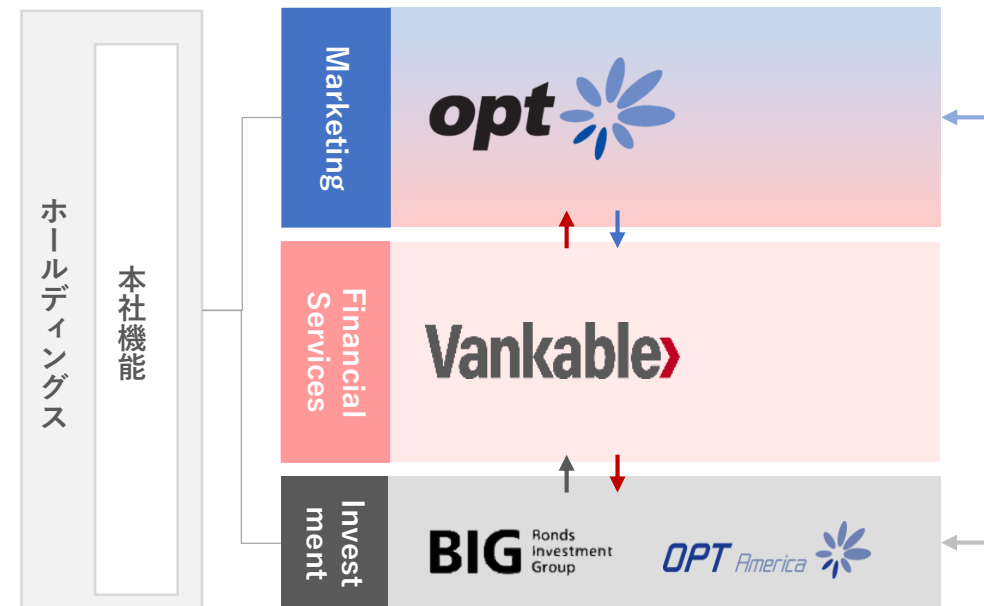 ホールディングス
本社機能
Marketing
opt
Financial
Services
Vankable
Invest
ment
BIG
Bonds
Investment
Group
OPT America